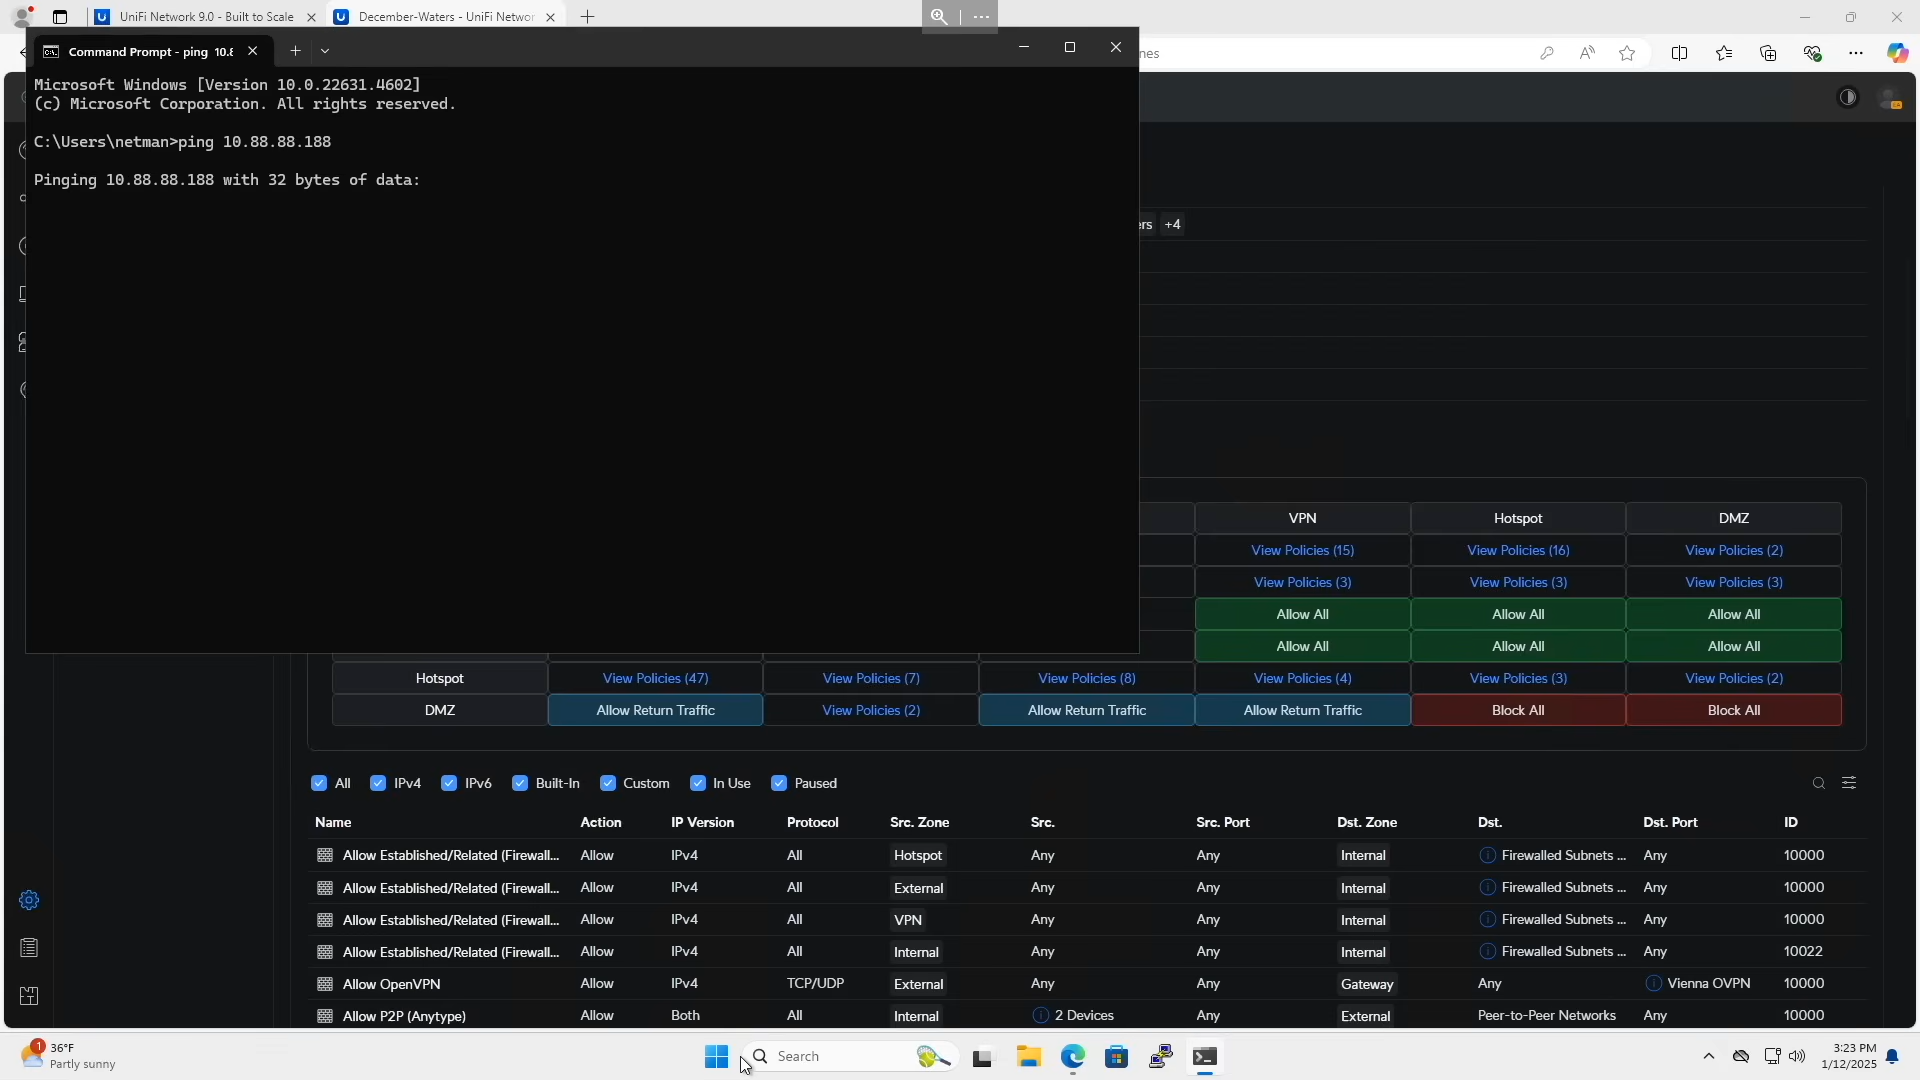 UniFi Network 9.0 - Built to Scale
December-Waters - UniFi Networ
Command Prompt - ping 10.8
nes
Microsoft Windows [Version 10.0.22631.4602]
(c) Microsoft Corporation. All rights reserved.
C:\Users\netman>ping 10.88.88.188
Pinging 10.88.88.188 with 32 bytes of data:
ers +4
VPN Hotspot DMZ
View Policies (15) View Policies (16) View Policies (2)
View Policies (3) View Policies (3) View Policies (3)
Allow All Allow All Allow All
Allow All Allow All Allow All
Hotspot View Policies (47) View Policies (7) View Policies (8) View Policies (4) View Policies (3) View Policies (2)
DMZ Allow Return Traffic View Policies (2) Allow Return Traffic Allow Return Traffic Block All Block All
All IPv4 IPv6 Built-In Custom In Use Paused
Name Action IP Version Protocol Src. Zone Src. Src. Port Dst. Zone Dst. Dst. Port ID
Allow Established/Related (Firewall... Allow IPv4 All Hotspot Any Any Internal Firewalled Subnets ... Any 10000
Allow Established/Related (Firewall... Allow IPv4 All External Any Any Internal Firewalled Subnets ... Any 10000
Allow Established/Related (Firewall... Allow IPv4 All VPN Any Any Internal Firewalled Subnets ... Any 10000
Allow Established/Related (Firewall... Allow IPv4 All Internal Any Any Internal Firewalled Subnets ... Any 10022
Allow OpenVPN Allow IPv4 TCP/UDP External Any Any Gateway Any Vienna OVPN 10000
Allow P2P (Anytype) Allow Both All Internal 2 Devices Any External Peer-to-Peer Networks Any 10000
1 36°F
Partly sunny
Search
3:23 PM
1/12/2025